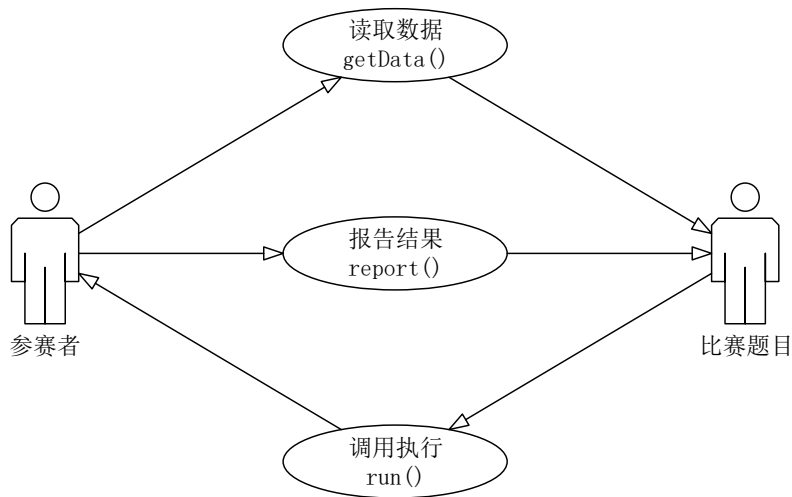 读取数据
getData()
报告结果
report()
参赛者
比赛题目
调用执行
run()